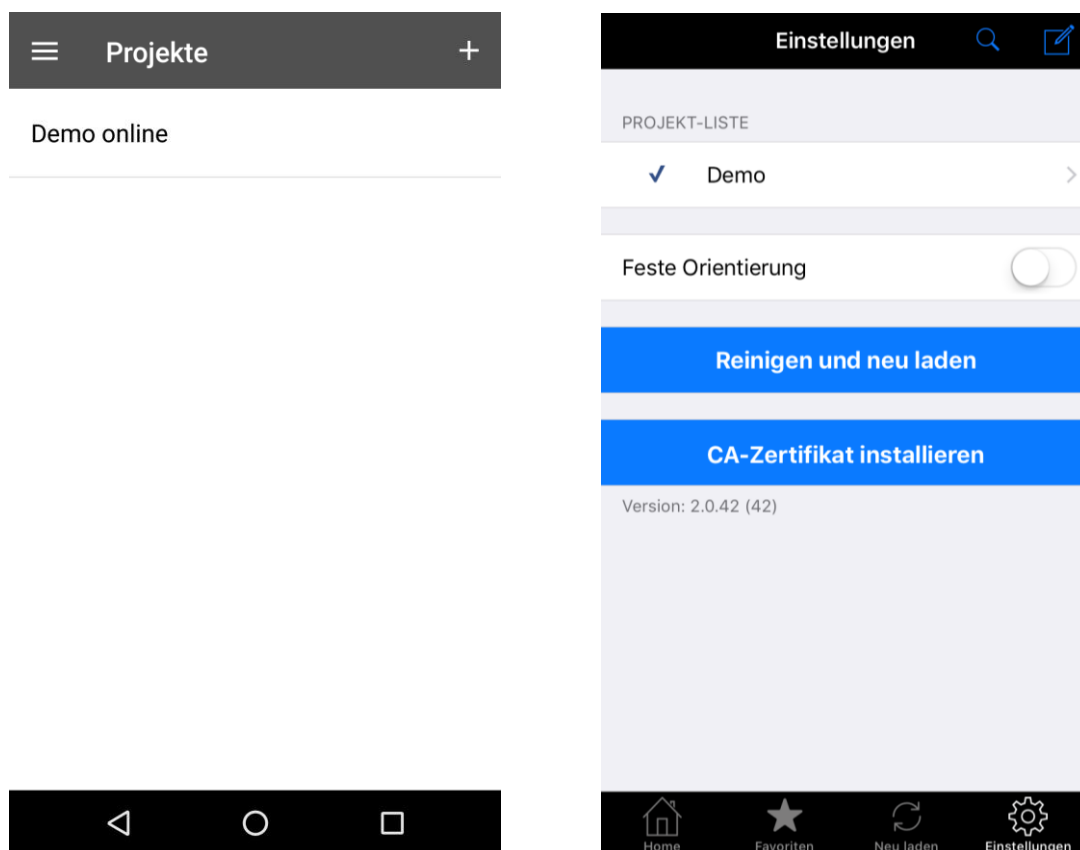 Projekte
Demo online
Einstellungen
PROJEKT-LISTE
Demo
Feste Orientierung
Reinigen und neu laden
CA-Zertifikat installieren
Version: 2.0.42 (42)
Home Favoriten Neu laden Einstellungen